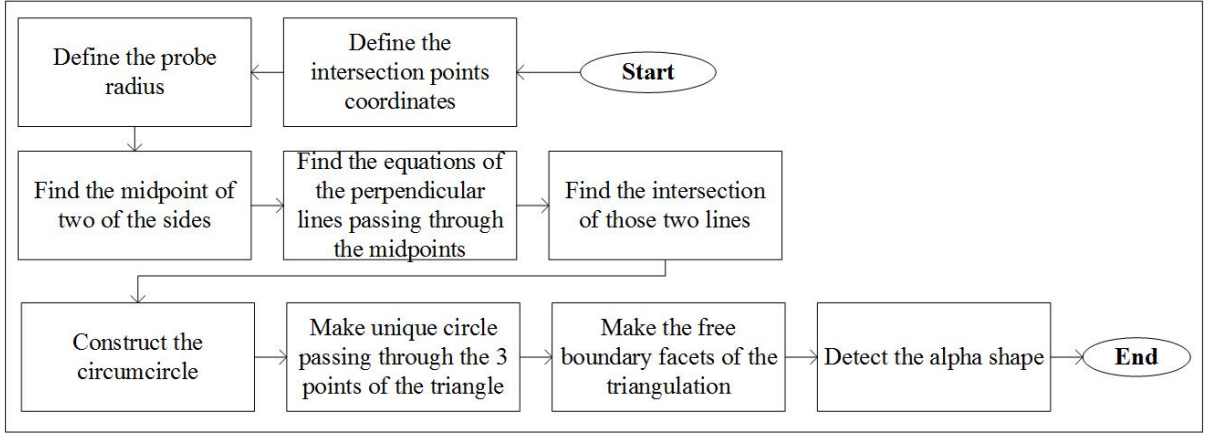 Start
Define the
intersection points
coordinates
Define the probe
radius
Find the midpoint of
two of the sides
Find the equations of
the perpendicular
lines passing through
the midpoints
Find the intersection
of those two lines
Construct the
circumcircle
Make unique circle
passing through the 3
points of the triangle
Make the free
boundary facets of the
triangulation
Detect the alpha shape
End